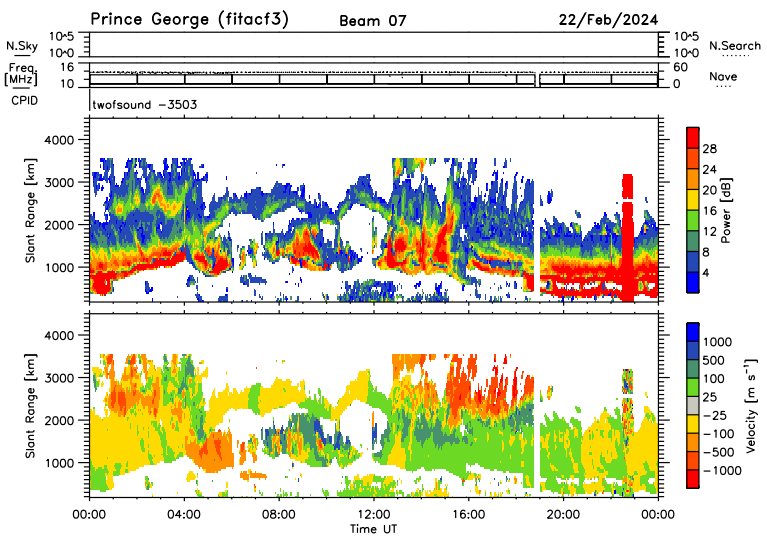 Prince George (fitacf3) Beam 07 22/Feb/2024
N.Sky 10^5 10^5 N.Search
10^0 10^0
Freq. 16 60
[MHz] 10 0 Nave
CPID twofsound -3503
Slant Range [km]
4000
3000
2000
1000
Power [dB]
28
24
20
16
12
8
4
Slant Range [km]
4000
3000
2000
1000
Velocity [m s⁻¹]
1000
500
100
25
-25
-100
-500
-1000
00:00 04:00 08:00 12:00 16:00 20:00 00:00
Time UT